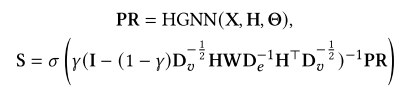 PR = HGNN(X, H, Θ),
S = σ(γ(I − (1 − γ)D_v^{-1/2} HWD_e^{-1} H^⊤ D_v^{-1/2})^{-1} PR)